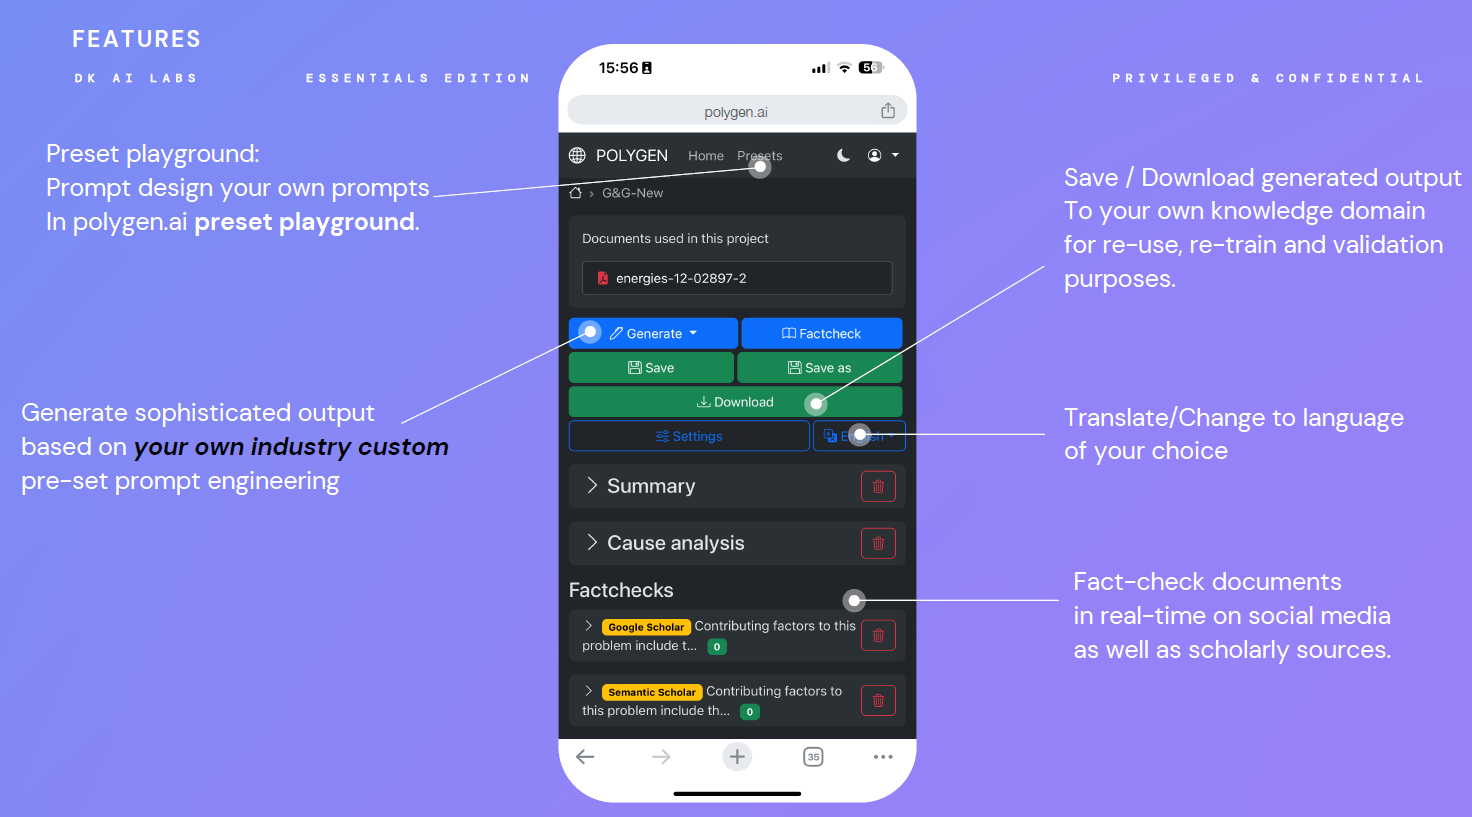 FEATURES
DK AI LABS
ESSENTIALS EDITION
PRIVILEGED & CONFIDENTIAL
Preset playground:
Prompt design your own prompts
In polygen.ai preset playground.
Generate sophisticated output
based on your own industry custom
pre-set prompt engineering
15:56
56
polygen.ai
POLYGEN Home Presets
G&G-New
Documents used in this project
energies-12-02897-2
Generate
Factcheck
Save
Save as
Download
Settings
English
Summary
Cause analysis
Factchecks
Google Scholar Contributing factors to this
problem include t... 0
Semantic Scholar Contributing factors to
this problem include th... 0
35
Save / Download generated output
To your own knowledge domain
for re-use, re-train and validation
purposes.
Translate/Change to language
of your choice
Fact-check documents
in real-time on social media
as well as scholarly sources.